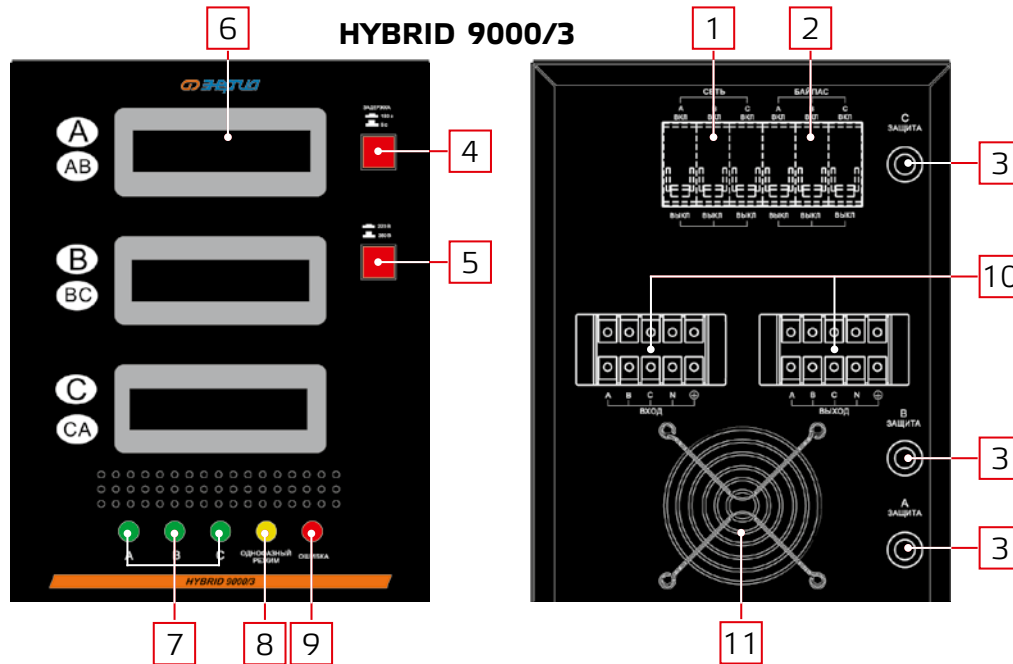 HYBRID 9000/3
6
1
2
ЭНЕРГИЯ
ЗАДЕРЖКА
A
AB
4
220 В
5
B
BC
C
CA
A
B
C
ОДНОФАЗНЫЙ
РЕЖИМ
ОШИБКА
HYBRID 9000/3
7
8
9
СЕТЬ
БАЙПАС
A
B
C
A
B
C
ВКЛ
ВКЛ
ВКЛ
ВКЛ
ВКЛ
ВКЛ
ВЫКЛ
ВЫКЛ
ВЫКЛ
ВЫКЛ
ВЫКЛ
ВЫКЛ
C
ЗАЩИТА
3
10
A B C N
ВХОД
A B C N
ВЫХОД
B
ЗАЩИТА
3
A
ЗАЩИТА
3
11